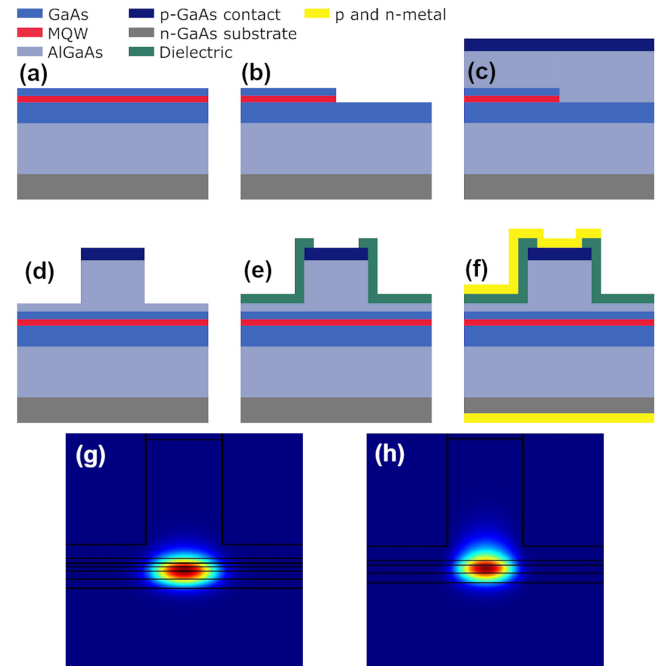 GaAs p-GaAs contact p and n-metal
MQW n-GaAs substrate
AlGaAs Dielectric
(a) (b) (c)
(d) (e) (f)
(g) (h)